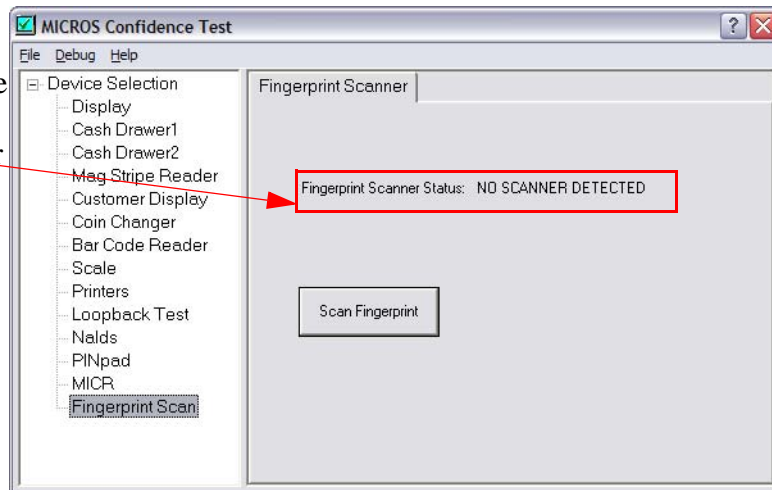 MICROS Confidence Test
File Debug Help
e
r
Device Selection
Display
Cash Drawer1
Cash Drawer2
Mag Stripe Reader
Customer Display
Coin Changer
Bar Code Reader
Scale
Printers
Loopback Test
Nalds
PINpad
MICR
Fingerprint Scan
Fingerprint Scanner
Fingerprint Scanner Status: NO SCANNER DETECTED
Scan Fingerprint